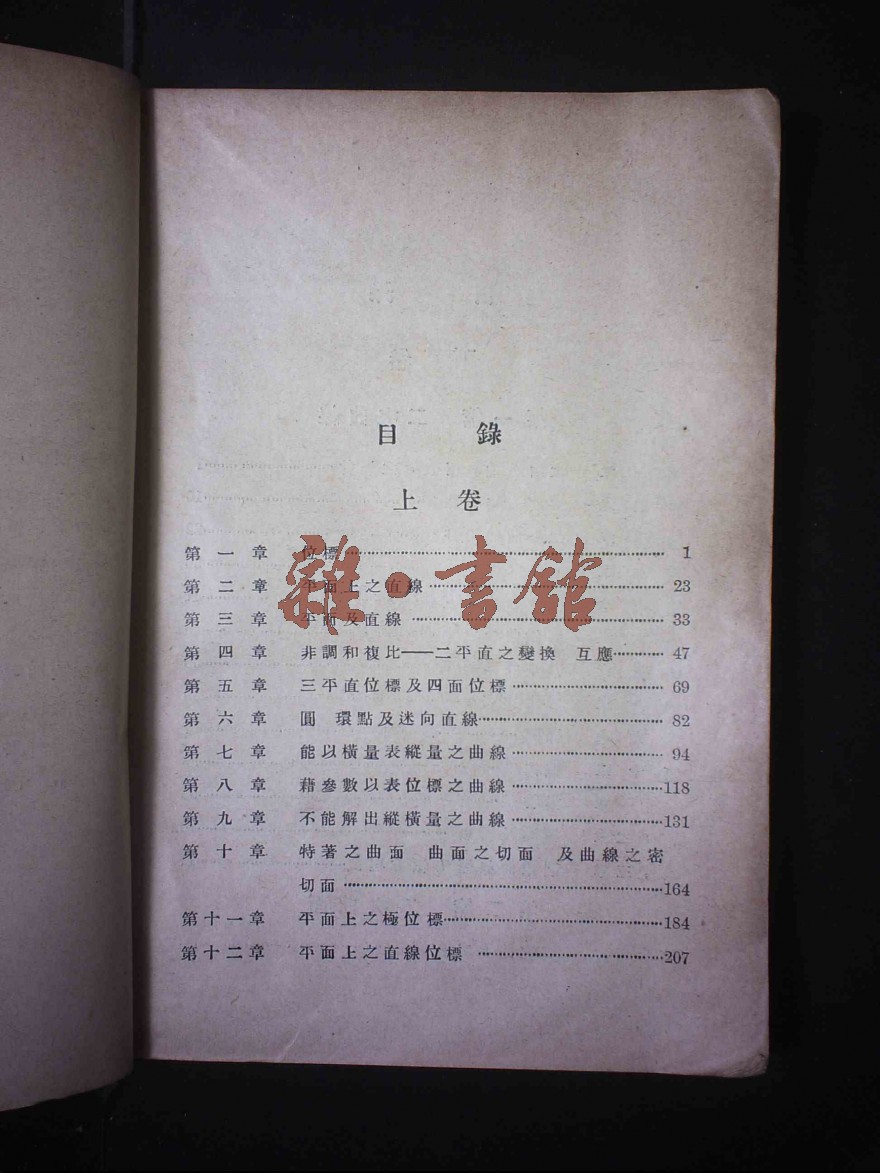 目錄
上卷
第一章 位標 1
第二章 平面上之直線 23
第三章 平面及直線 33
第四章 非調和複比——二平直之變換 互應 47
第五章 三平直位標及四面位標 69
第六章 圓 環點及迷向直線 82
第七章 能以橫量表縱量之曲線 94
第八章 藉參數以表位標之曲線 118
第九章 不能解出縱橫量之曲線 131
第十章 特著之曲面 曲面之切面 及曲線之密
切面 164
第十一章 平面上之極位標 184
第十二章 平面上之直線位標 207
雜·書館